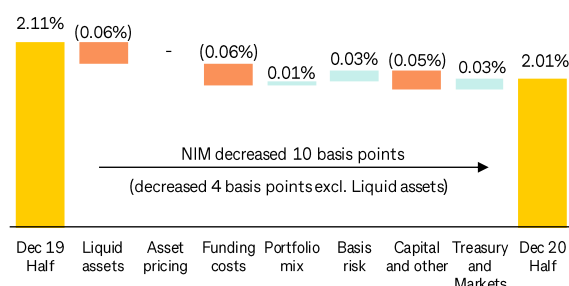 2.11%
(0.06%)
-
(0.06%)
0.01%
0.03%
(0.05%)
0.03%
2.01%
NIM decreased 10 basis points
(decreased 4 basis points excl. Liquid assets)
Dec 19
Half
Liquid
assets
Asset
pricing
Funding
costs
Portfolio
mix
Basis
risk
Capital
and other
Treasury
and
Markets
Dec 20
Half